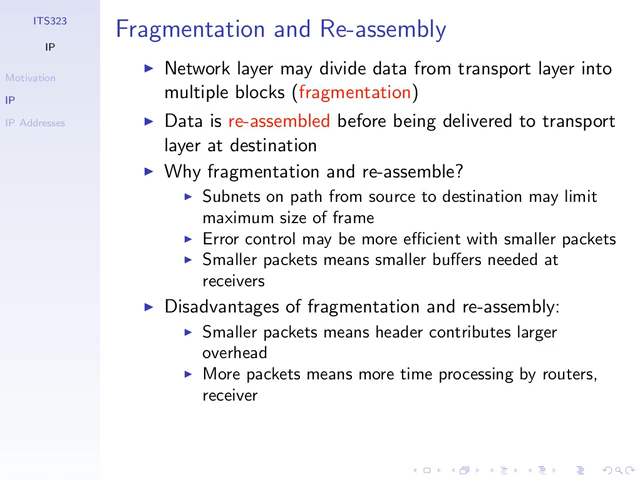 ITS323
IP
Motivation
IP
IP Addresses
Fragmentation and Re-assembly
Network layer may divide data from transport layer into
multiple blocks (fragmentation)
Data is re-assembled before being delivered to transport
layer at destination
Why fragmentation and re-assemble?
Subnets on path from source to destination may limit
maximum size of frame
Error control may be more efficient with smaller packets
Smaller packets means smaller buffers needed at
receivers
Disadvantages of fragmentation and re-assembly:
Smaller packets means header contributes larger
overhead
More packets means more time processing by routers,
receiver